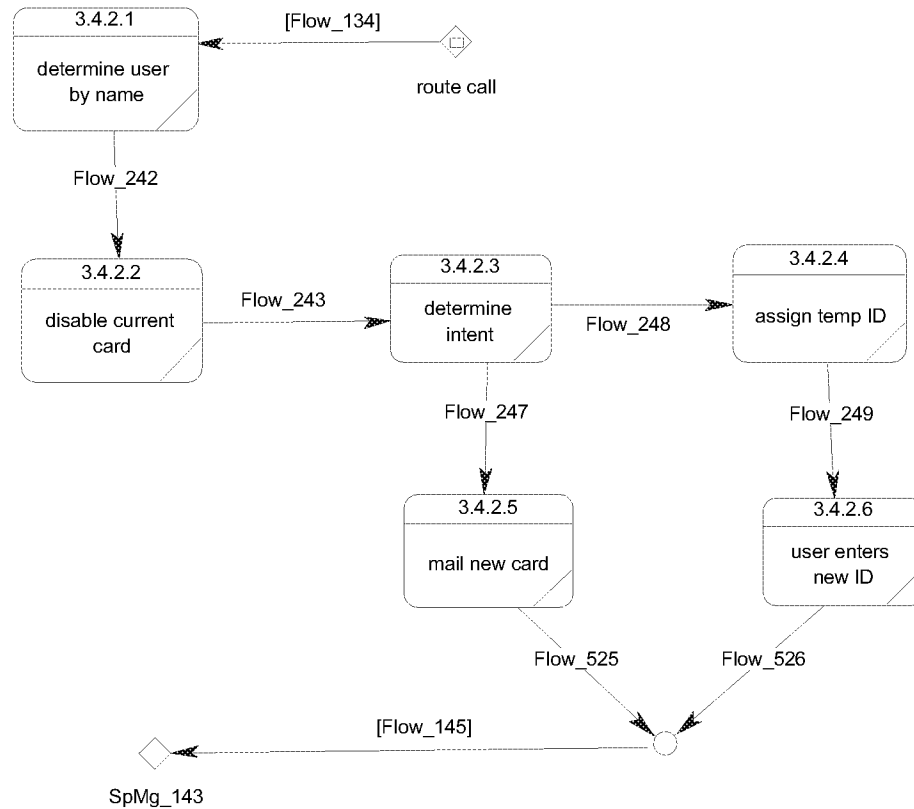 3.4.2.1
[Flow_134]
determine user
by name
route call
Flow_242
3.4.2.2
3.4.2.3
3.4.2.4
disable current
card
Flow_243
determine
intent
Flow_248
assign temp ID
Flow_247
Flow_249
3.4.2.5
3.4.2.6
mail new card
user enters
new ID
Flow_525
Flow_526
[Flow_145]
SpMg_143